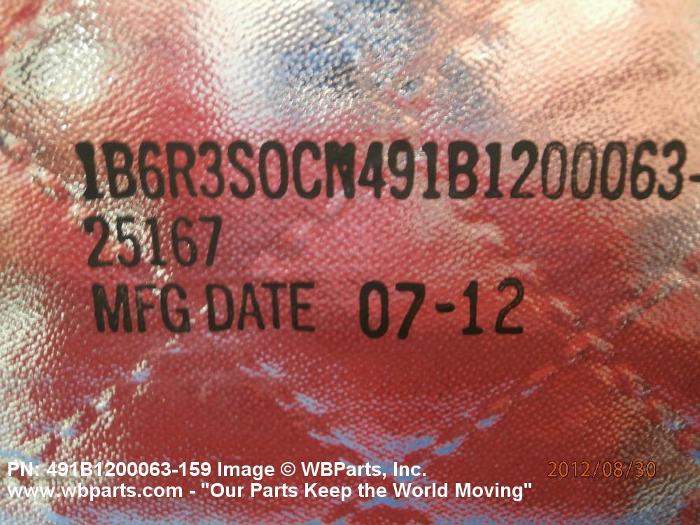 1B6R3SOCN491B1200063-
25167
MFG DATE 07-12
PN: 491B1200063-159 Image © WBParts, Inc.
2012/08/30
www.wbparts.com - "Our Parts Keep the World Moving"